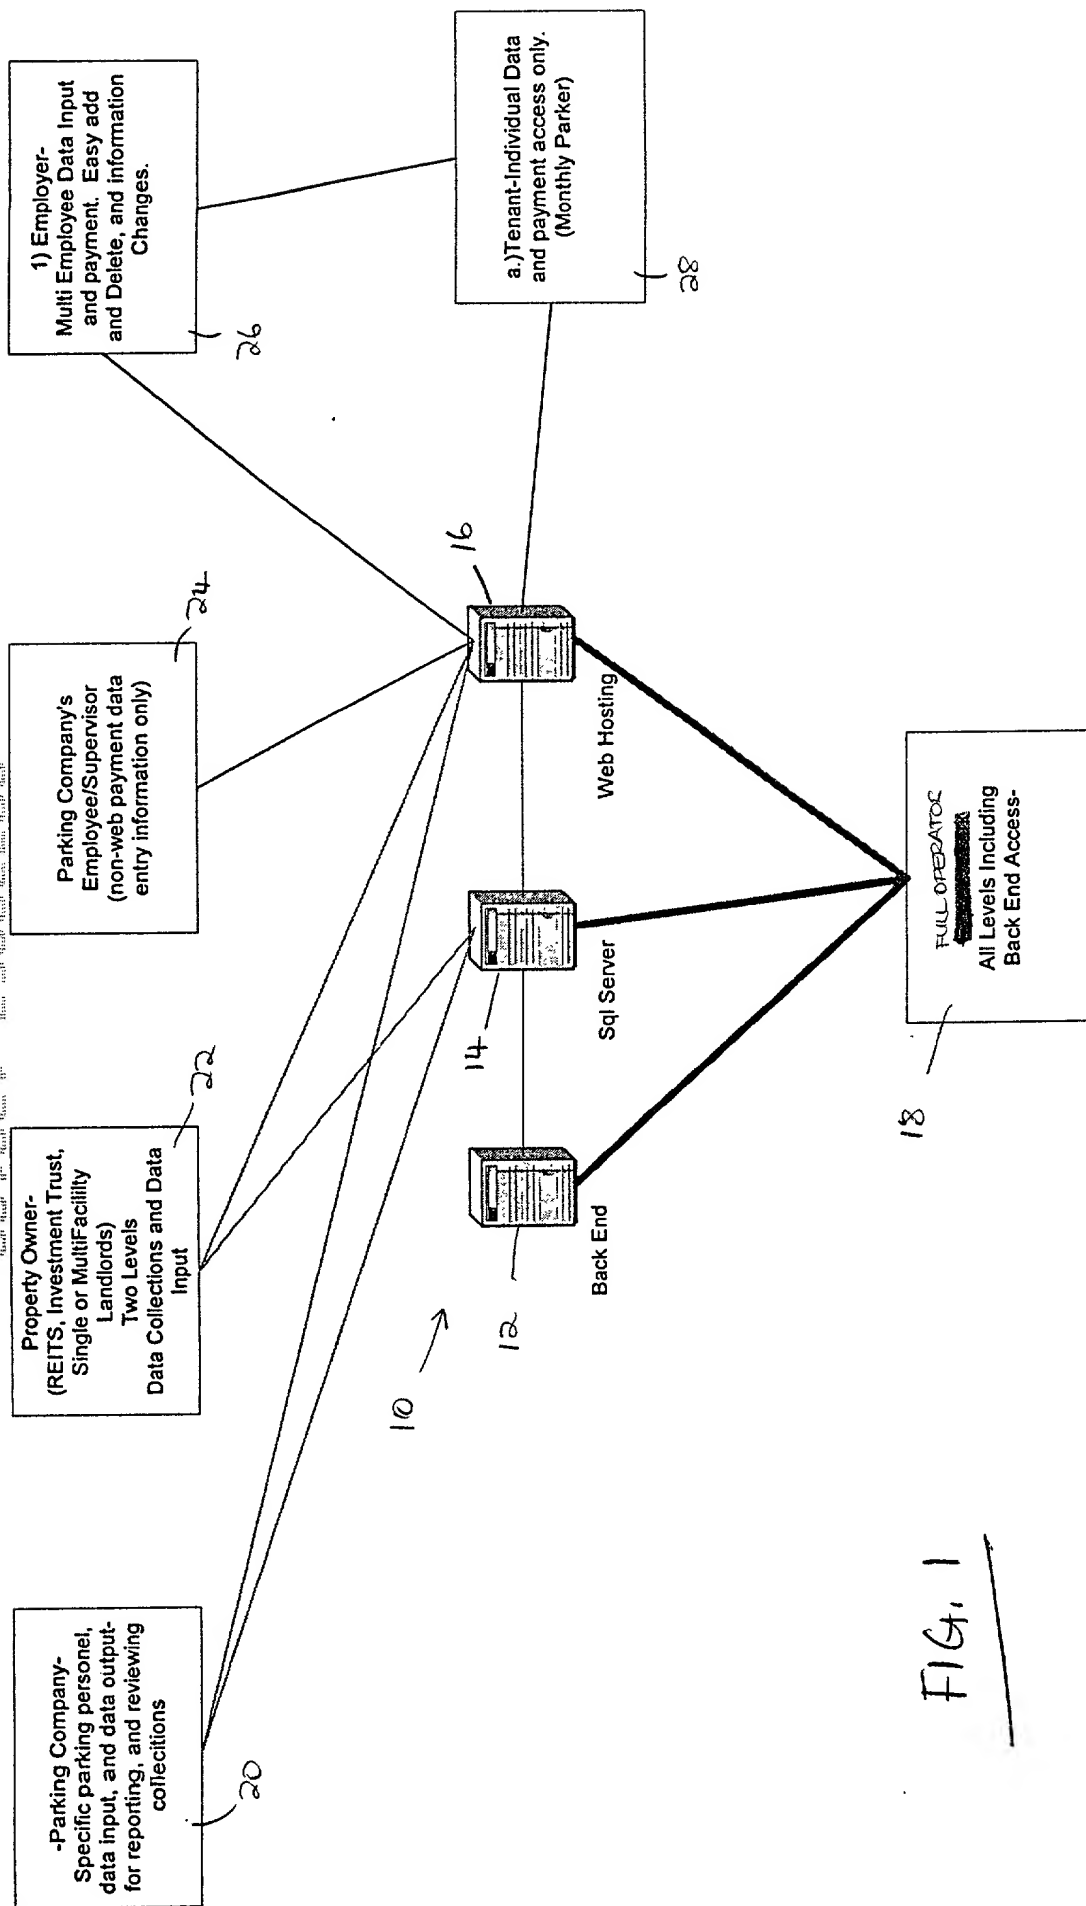 -Parking Company-
Specific parking personel,
data input, and data output-
for reporting, and reviewing
collecitions
20
Property Owner-
(REITS, Investment Trust,
Single or MultiFacility
Landlords)
Two Levels
Data Collections and Data
Input
22
Parking Company's
Employee/Supervisor
(non-web payment data
entry information only)
24
1) Employer-
Multi Employee Data Input
and payment. Easy add
and Delete, and information
Changes.
26
a.)Tenant-Individual Data
and payment access only.
(Monthly Parker)
28
10
12
Back End
14
Sql Server
16
Web Hosting
FULL OPERATOR
All Levels Including
Back End Access-
18
FIG. 1